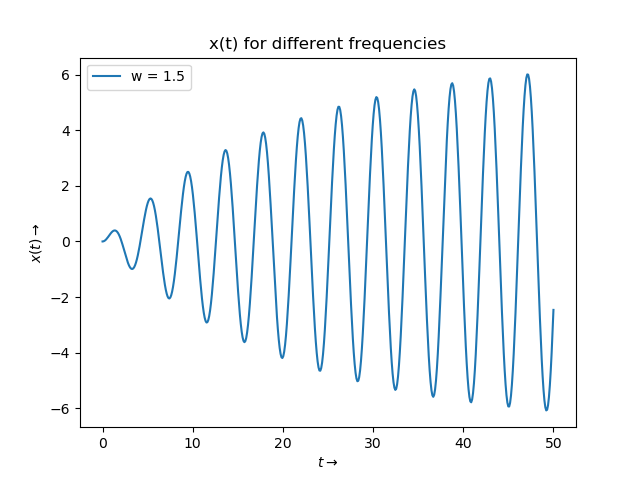 x(t) for different frequencies
w = 1.5
6
4
2
0
−2
−4
−6
x(t) →
0 10 20 30 40 50
t →